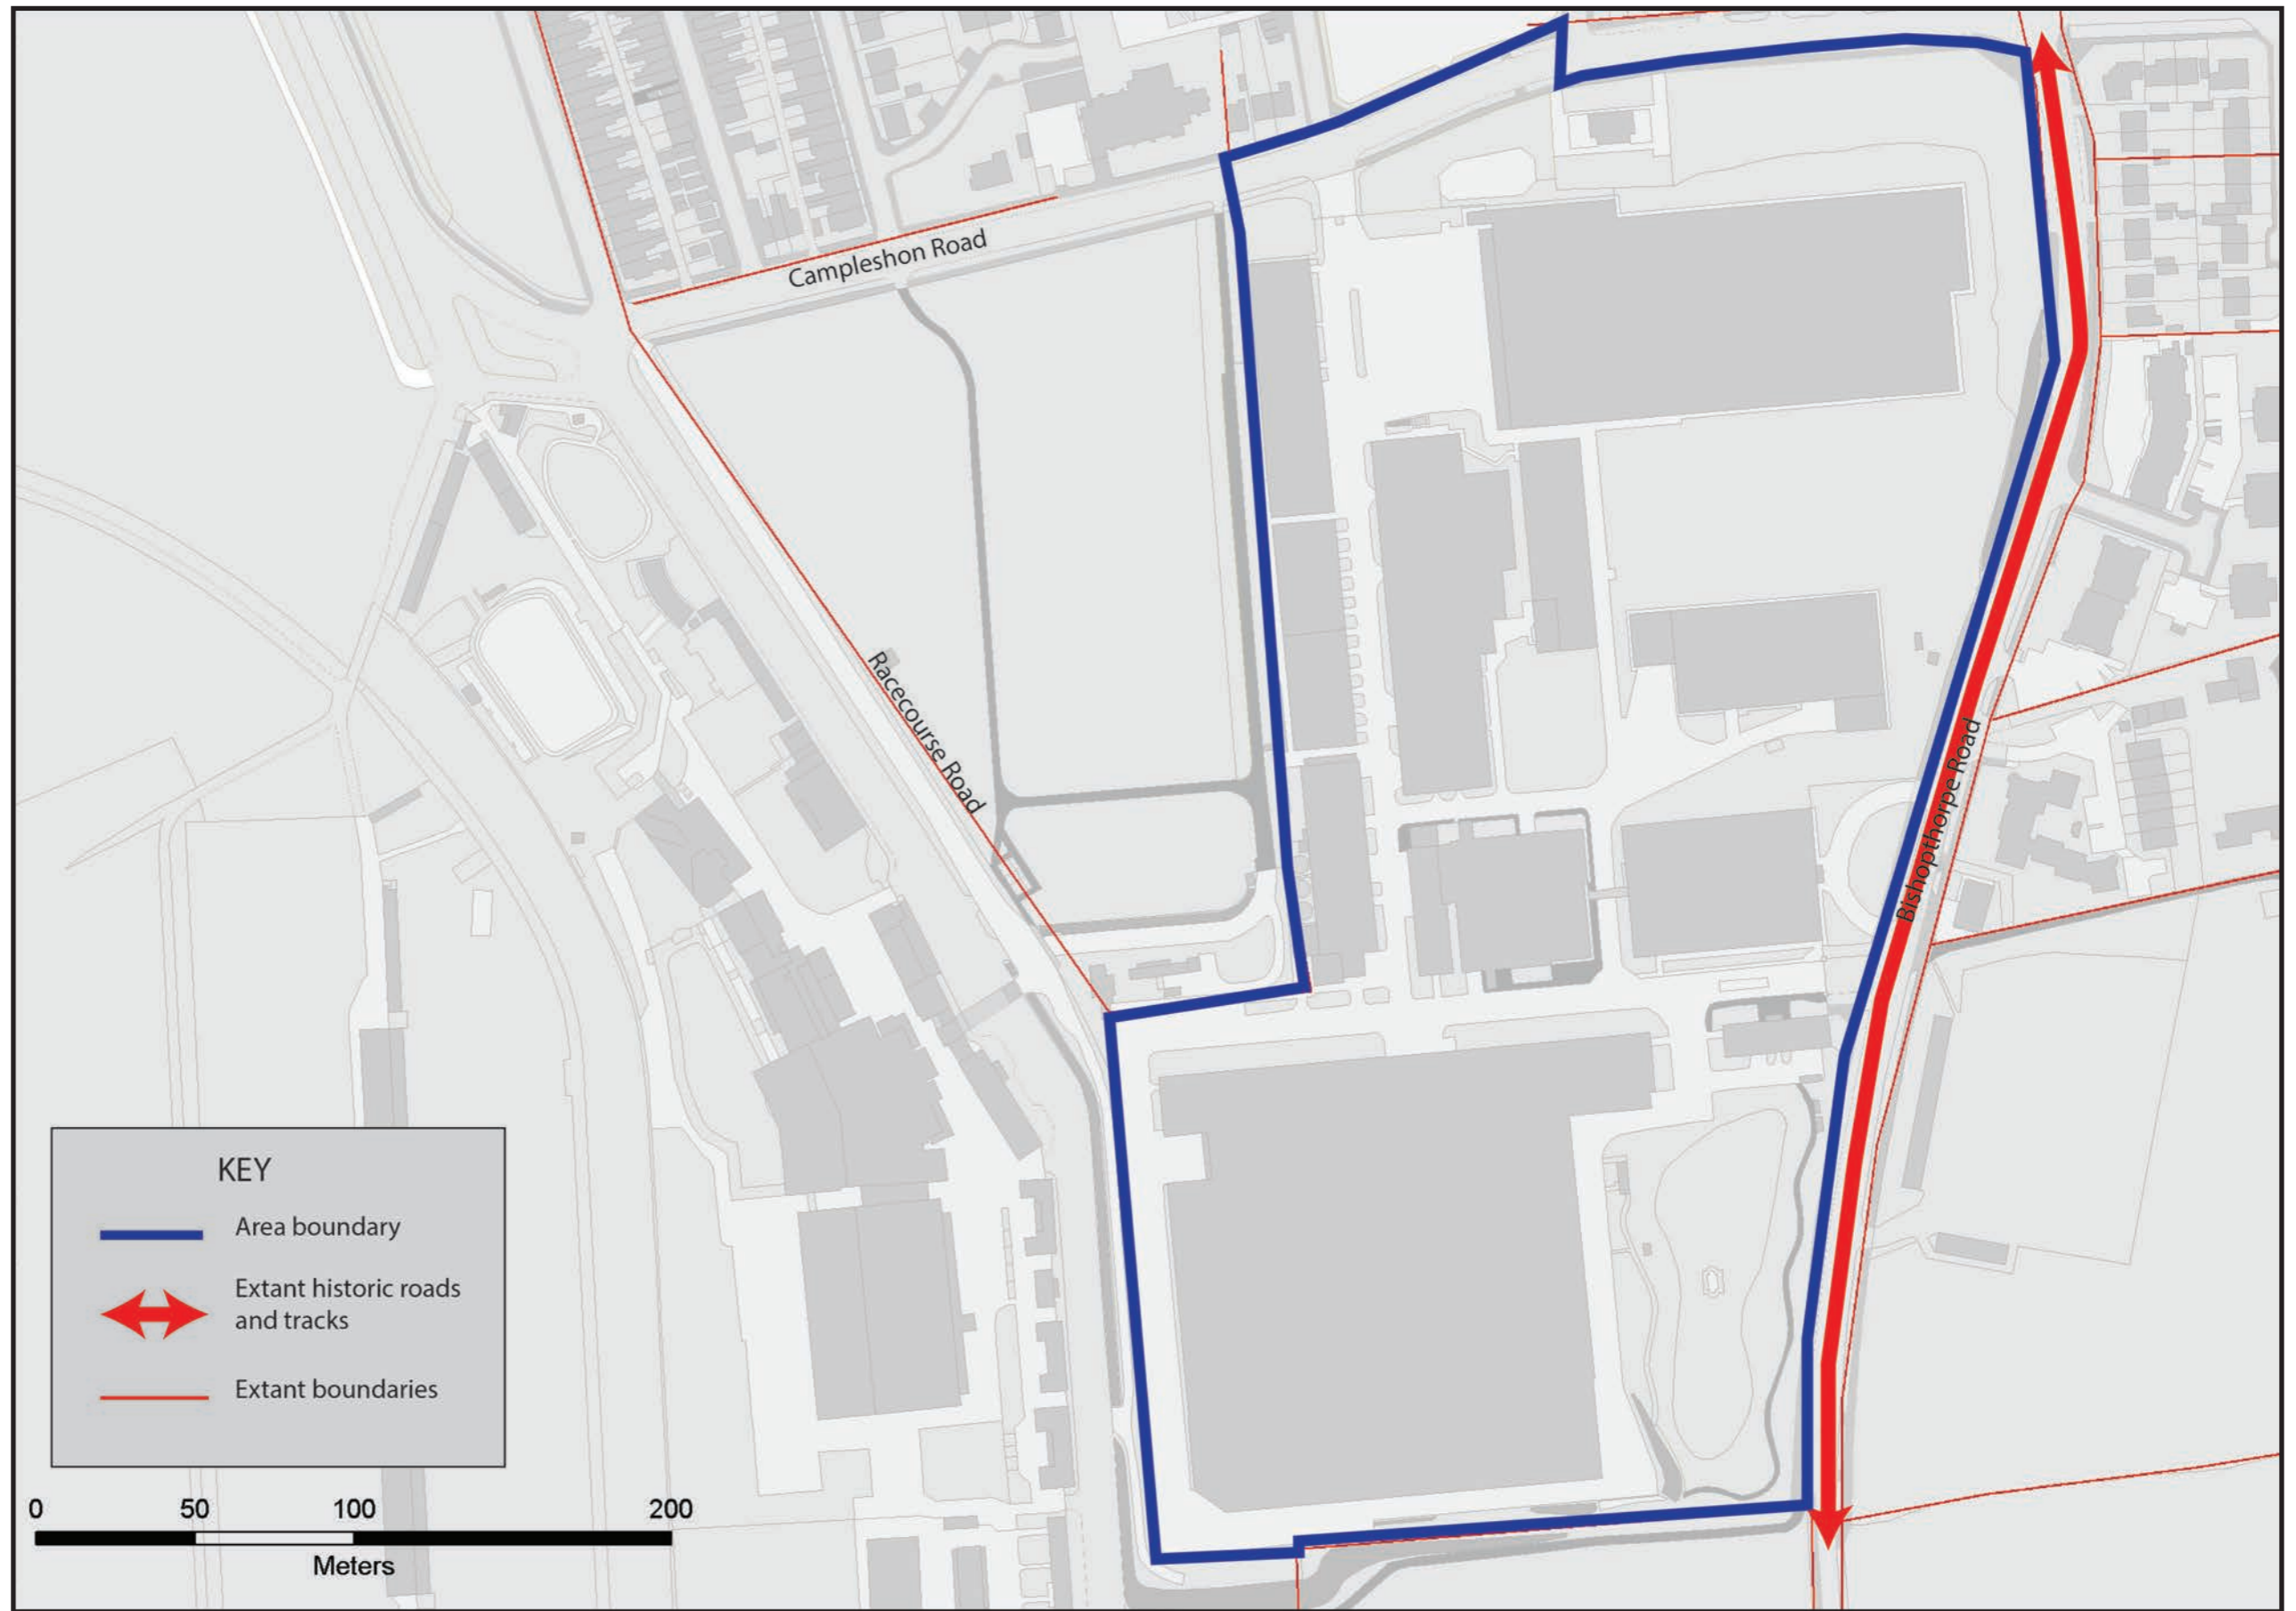 Campleshon Road
Racecourse Road
Bishopthorpe Road
KEY
Area boundary
Extant historic roads
and tracks
Extant boundaries
0 50 100 200
Meters